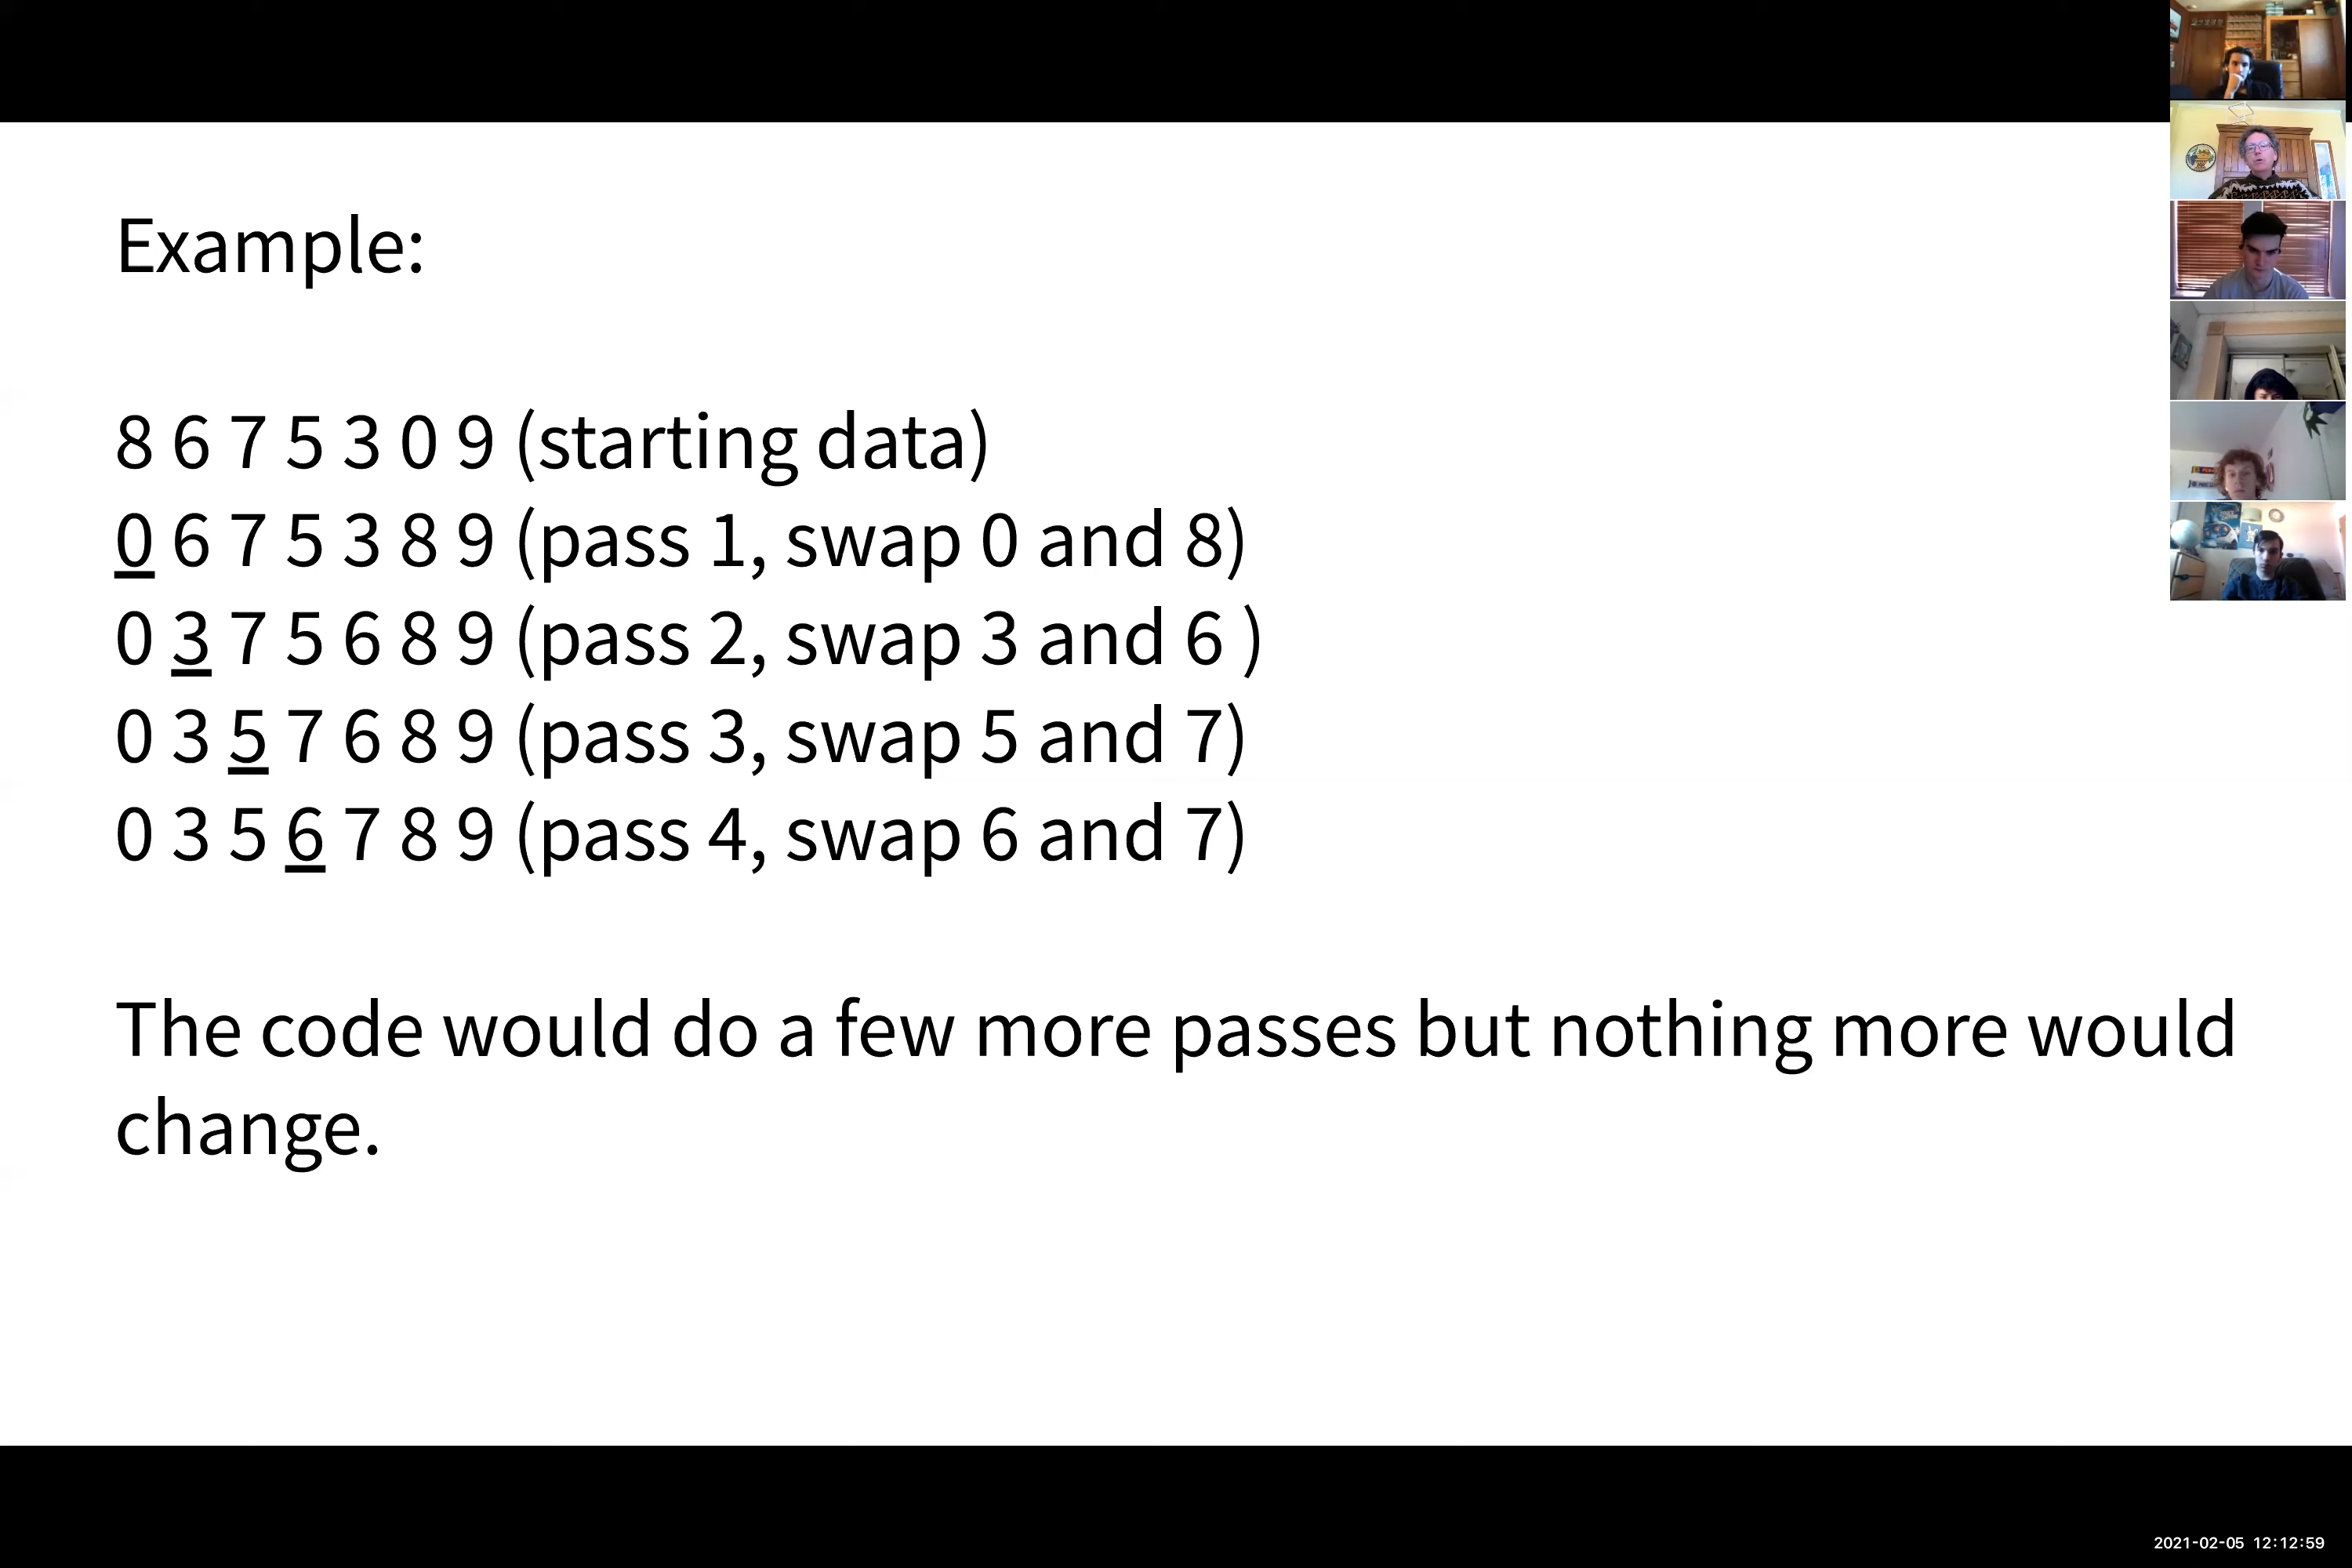 Example:
8 6 7 5 3 0 9 (starting data)
0 6 7 5 3 8 9 (pass 1, swap 0 and 8)
0 3 7 5 6 8 9 (pass 2, swap 3 and 6 )
0 3 5 7 6 8 9 (pass 3, swap 5 and 7)
0 3 5 6 7 8 9 (pass 4, swap 6 and 7)
The code would do a few more passes but nothing more would
change.
2021-02-05 12:12:59